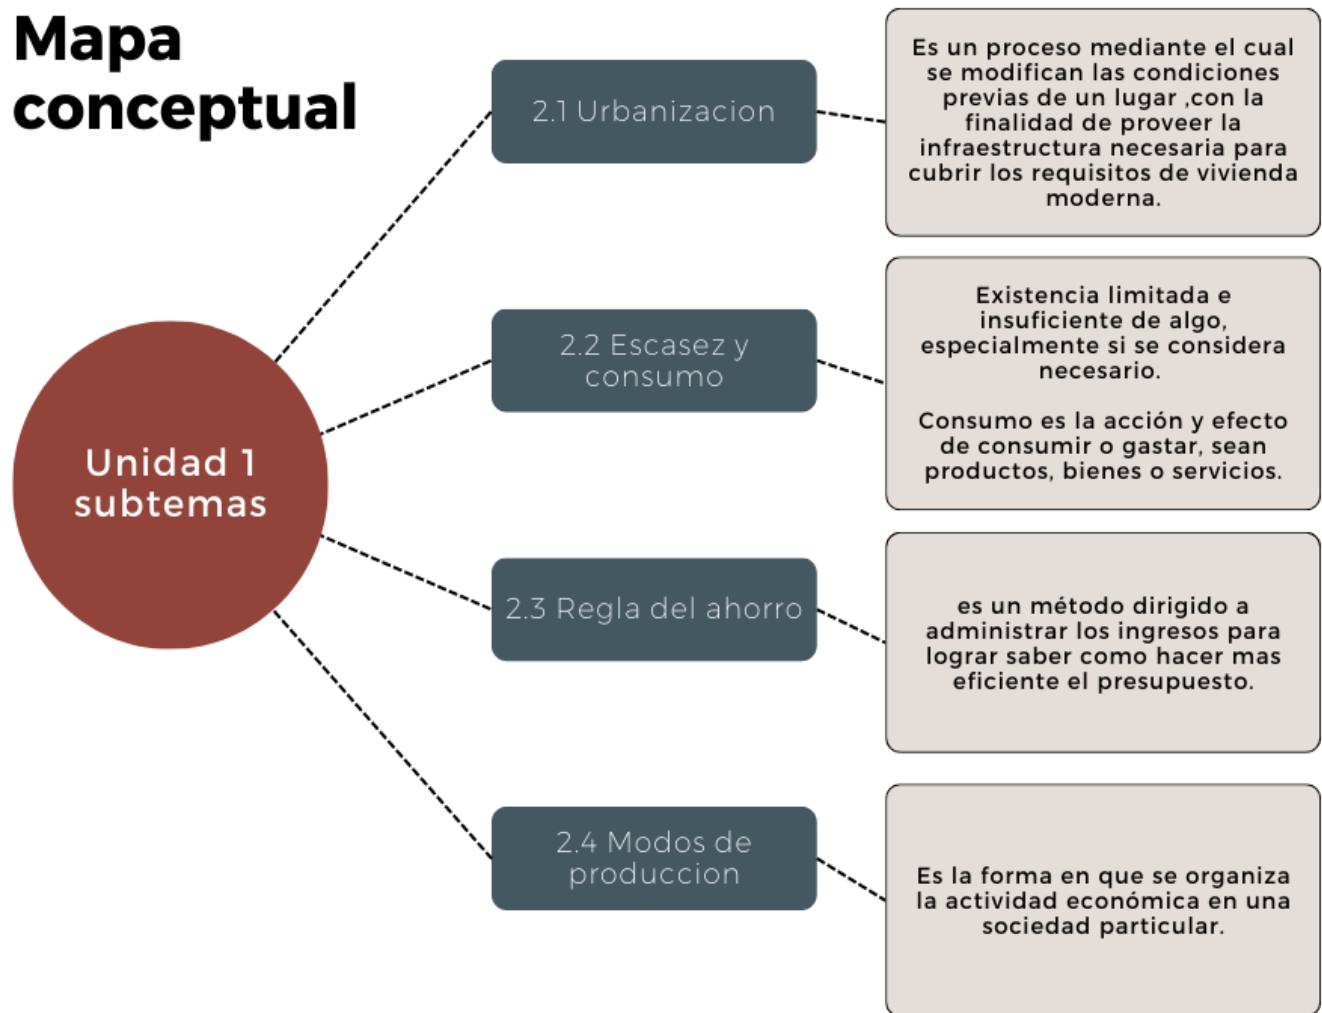 Mapa
conceptual
Unidad 1
subtemas
2.1 Urbanizacion
Es un proceso mediante el cual
se modifican las condiciones
previas de un lugar ,con la
finalidad de proveer la
infraestructura necesaria para
cubrir los requisitos de vivienda
moderna.
2.2 Escasez y
consumo
Existencia limitada e
insuficiente de algo,
especialmente si se considera
necesario.
Consumo es la acción y efecto
de consumir o gastar, sean
productos, bienes o servicios.
2.3 Regla del ahorro
es un método dirigido a
administrar los ingresos para
lograr saber como hacer mas
eficiente el presupuesto.
2.4 Modos de
produccion
Es la forma en que se organiza
la actividad económica en una
sociedad particular.